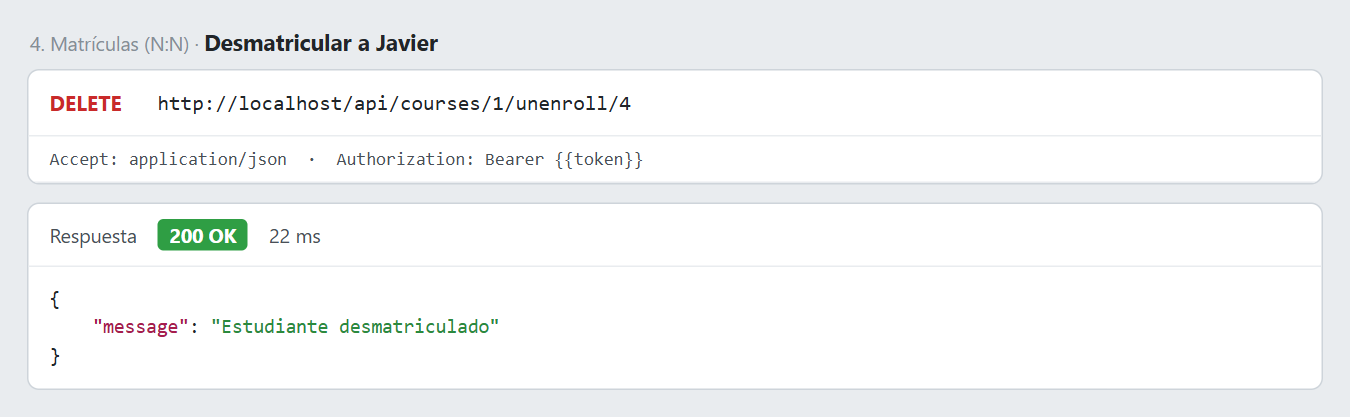 4. Matrículas (N:N) · Desmatricular a Javier
DELETE http://localhost/api/courses/1/unenroll/4
Accept: application/json · Authorization: Bearer {{token}}
Respuesta 200 OK 22 ms
{
    "message": "Estudiante desmatriculado"
}